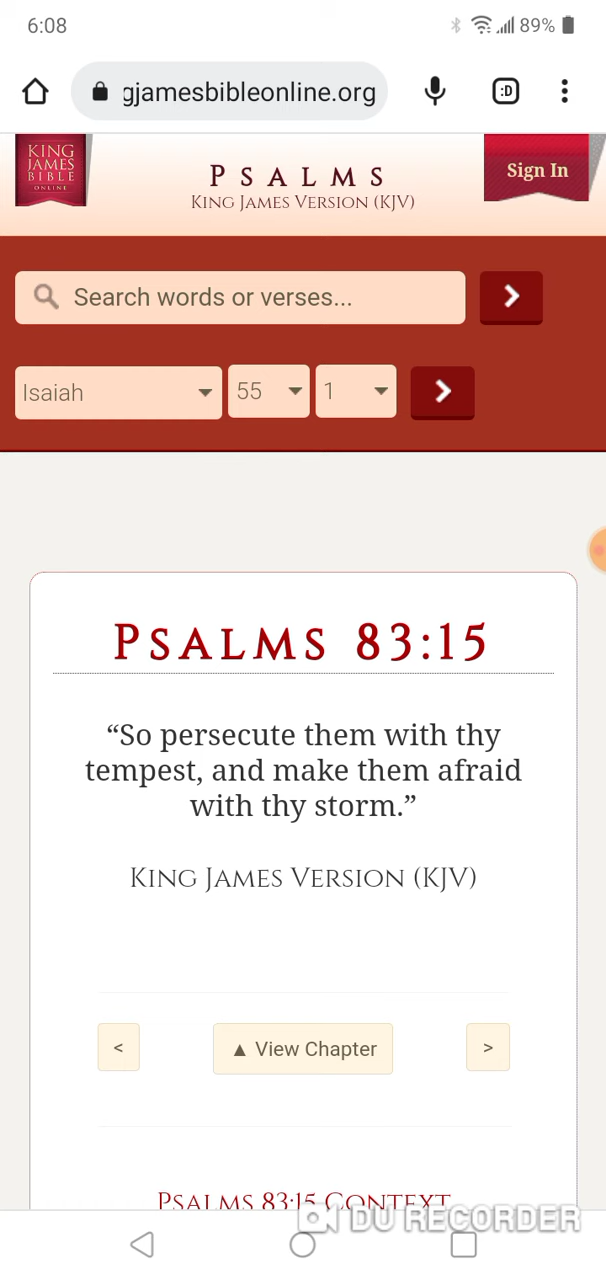 6:08
89%
gjamesbibleonline.org
:D
KING
JAMES
BIBLE
ONLINE
PSALMS
KING JAMES VERSION (KJV)
Sign In
Search words or verses...
Isaiah 55 1
PSALMS 83:15
“So persecute them with thy
tempest, and make them afraid
with thy storm.”
KING JAMES VERSION (KJV)
< ▲ View Chapter >
PSALMS 83:15 CONTEXT
DU RECORDER